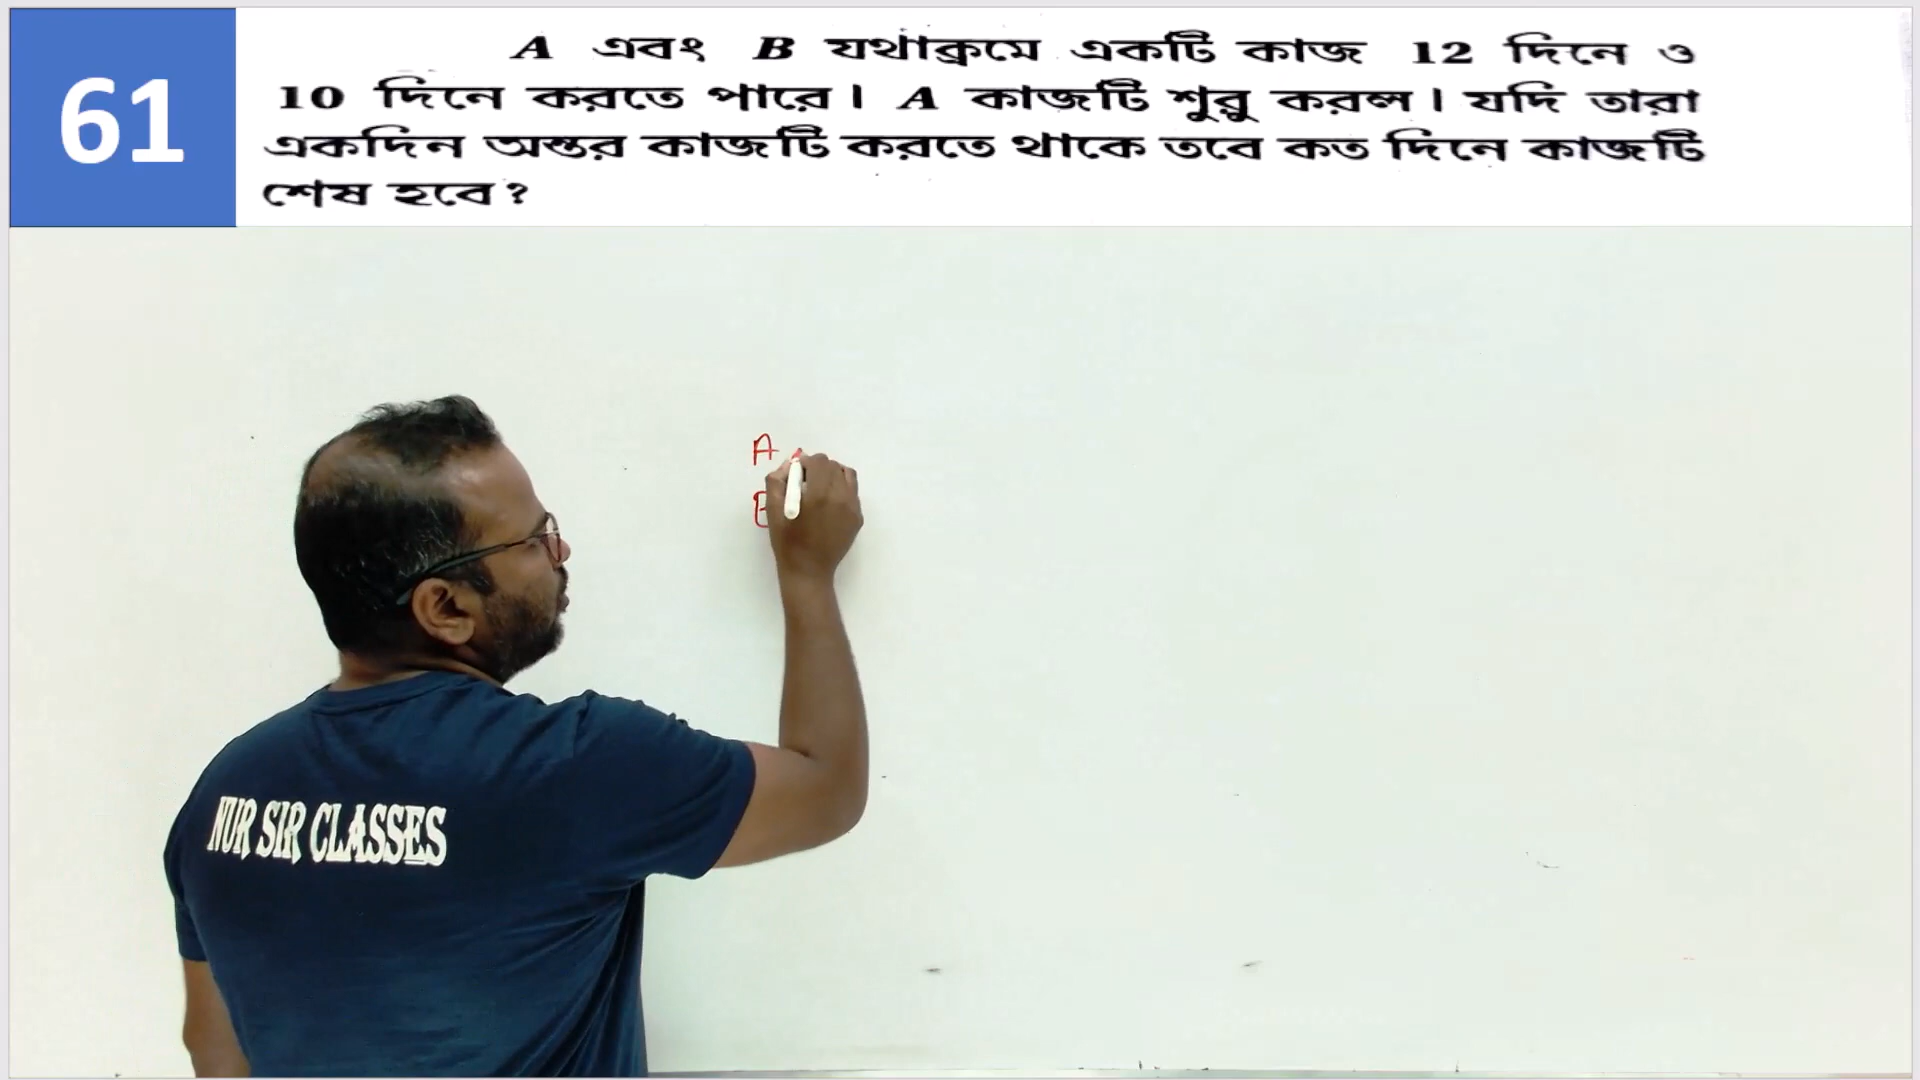 61
A এবং B যথাক্রমে একটি কাজ 12 দিনে ও
10 দিনে করতে পারে। A কাজটি শুরু করল। যদি তারা
একদিন অন্তর কাজটি করতে থাকে তবে কত দিনে কাজটি
শেষ হবে?
A
B
NUR SIR CLASSES